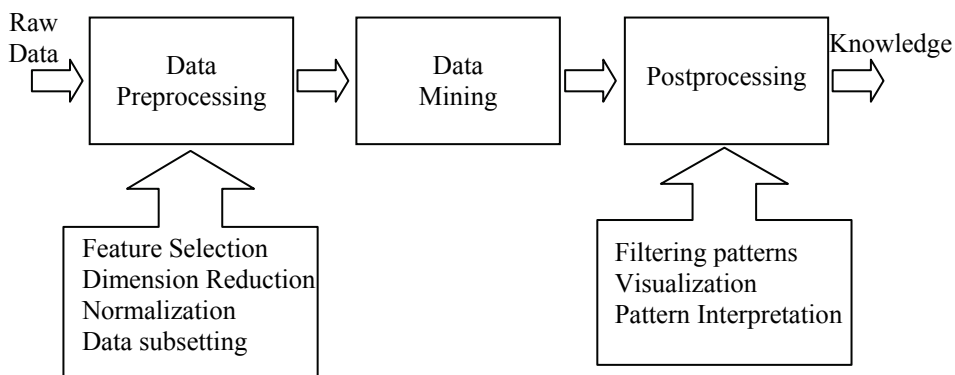 Raw
Data
Data
Preprocessing
Data
Mining
Postprocessing
Knowledge
Feature Selection
Dimension Reduction
Normalization
Data subsetting
Filtering patterns
Visualization
Pattern Interpretation